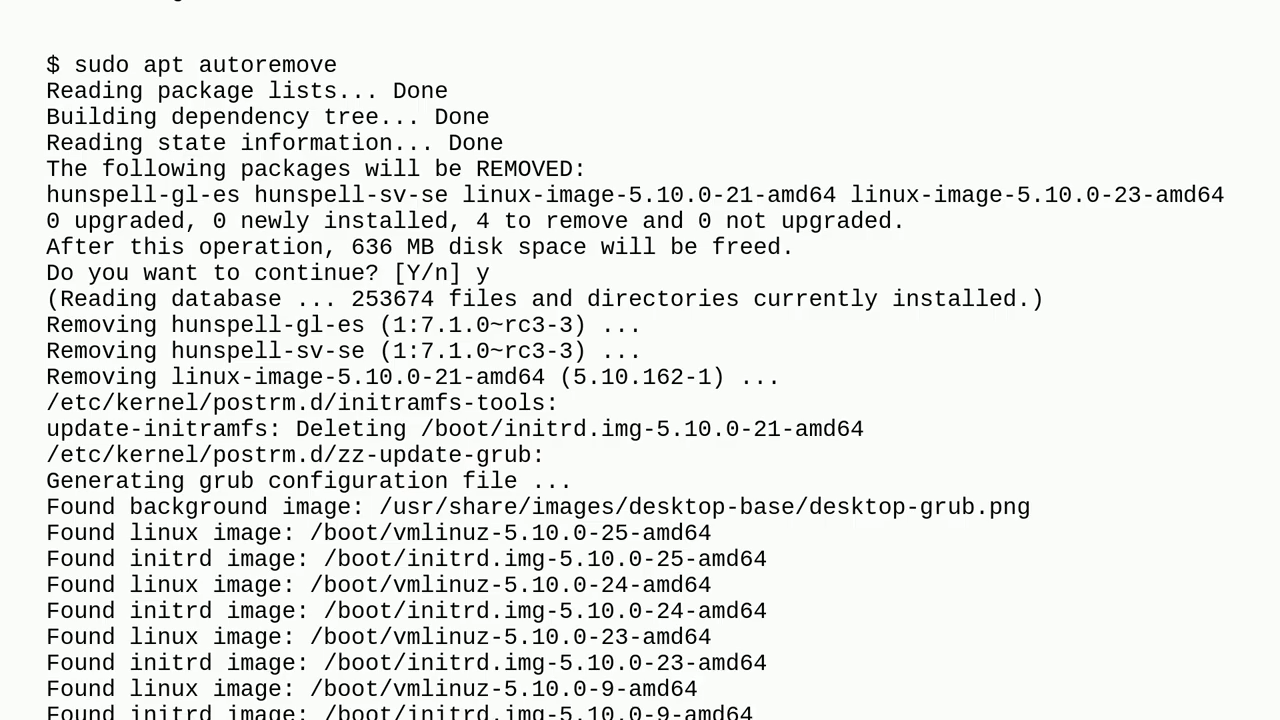 $ sudo apt autoremove
Reading package lists... Done
Building dependency tree... Done
Reading state information... Done
The following packages will be REMOVED:
hunspell-gl-es hunspell-sv-se linux-image-5.10.0-21-amd64 linux-image-5.10.0-23-amd64
0 upgraded, 0 newly installed, 4 to remove and 0 not upgraded.
After this operation, 636 MB disk space will be freed.
Do you want to continue? [Y/n] y
(Reading database ... 253674 files and directories currently installed.)
Removing hunspell-gl-es (1:7.1.0~rc3-3) ...
Removing hunspell-sv-se (1:7.1.0~rc3-3) ...
Removing linux-image-5.10.0-21-amd64 (5.10.162-1) ...
/etc/kernel/postrm.d/initramfs-tools:
update-initramfs: Deleting /boot/initrd.img-5.10.0-21-amd64
/etc/kernel/postrm.d/zz-update-grub:
Generating grub configuration file ...
Found background image: /usr/share/images/desktop-base/desktop-grub.png
Found linux image: /boot/vmlinuz-5.10.0-25-amd64
Found initrd image: /boot/initrd.img-5.10.0-25-amd64
Found linux image: /boot/vmlinuz-5.10.0-24-amd64
Found initrd image: /boot/initrd.img-5.10.0-24-amd64
Found linux image: /boot/vmlinuz-5.10.0-23-amd64
Found initrd image: /boot/initrd.img-5.10.0-23-amd64
Found linux image: /boot/vmlinuz-5.10.0-9-amd64
Found initrd image: /boot/initrd.img-5.10.0-9-amd64